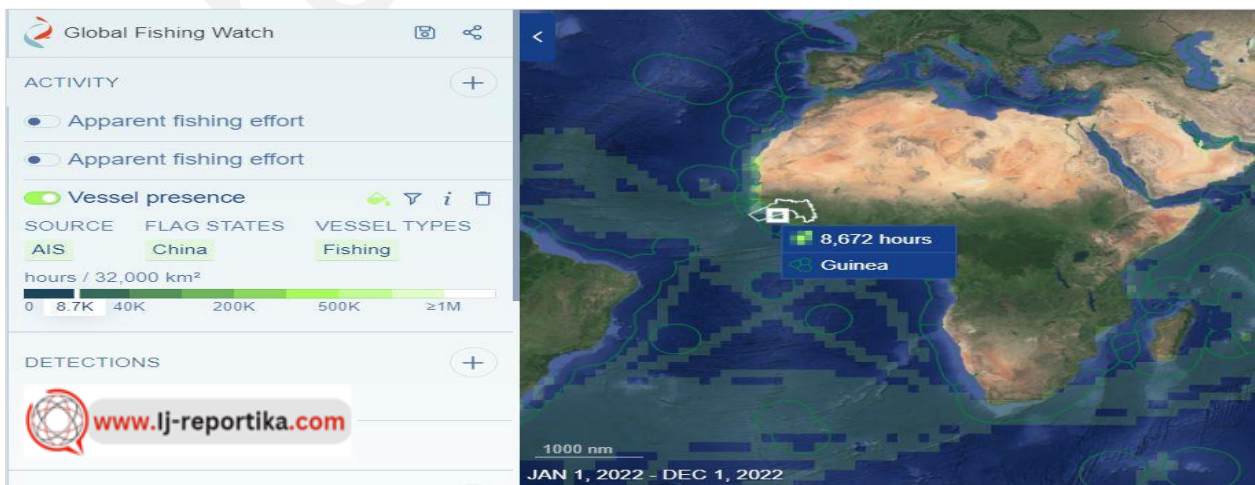 Global Fishing Watch
ACTIVITY
Apparent fishing effort
Apparent fishing effort
Vessel presence
SOURCE FLAG STATES VESSEL TYPES
AIS China Fishing
hours / 32,000 km²
0 8.7K 40K 200K 500K ≥1M
DETECTIONS
www.lj-reportika.com
8,672 hours
Guinea
1000 nm
JAN 1, 2022 - DEC 1, 2022